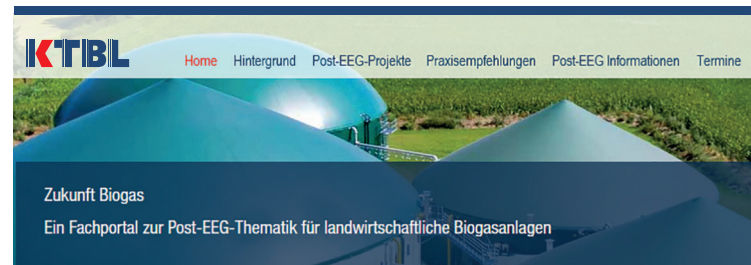 KTBL
Home Hintergrund Post-EEG-Projekte Praxisempfehlungen Post-EEG Informationen Termine
Zukunft Biogas
Ein Fachportal zur Post-EEG-Thematik für landwirtschaftliche Biogasanlagen